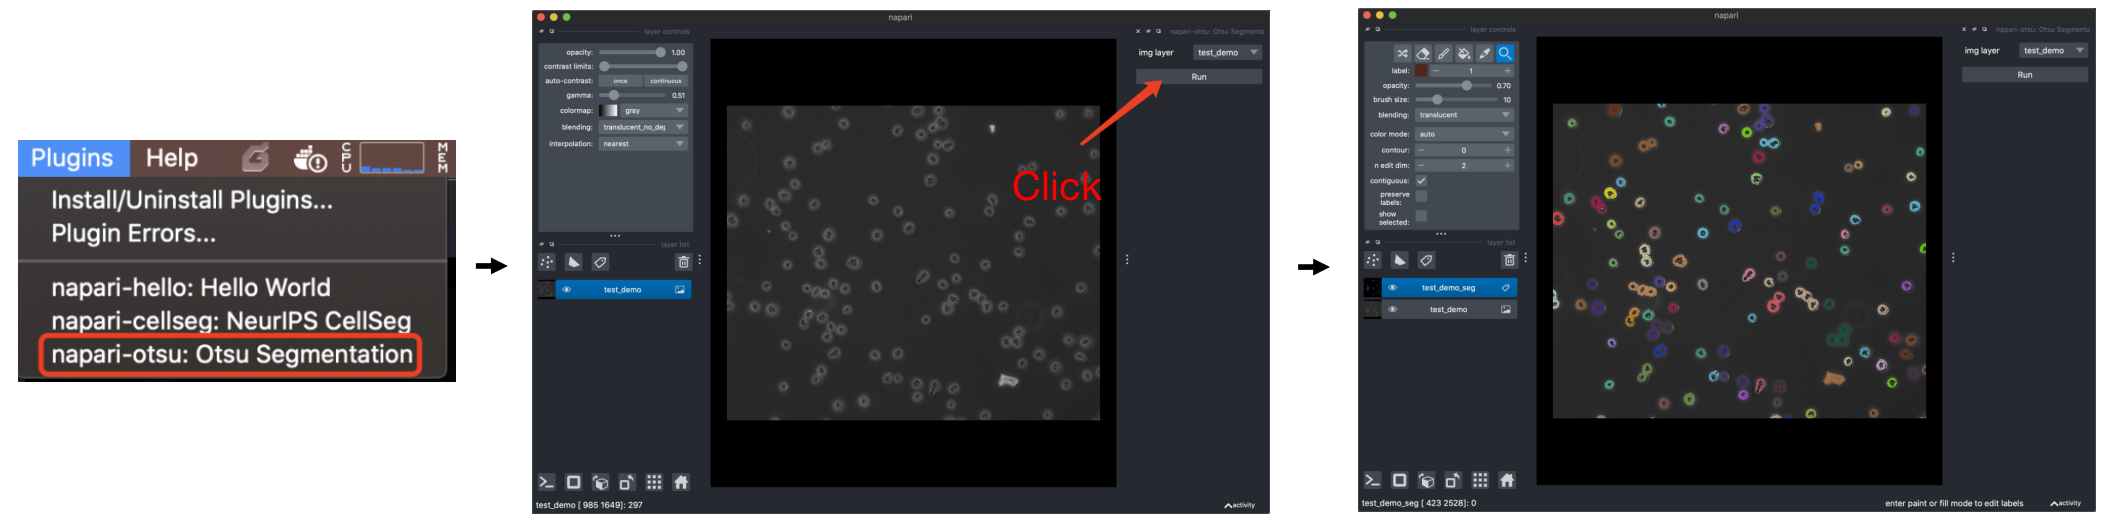 Plugins Help CPU MEM
Install/Uninstall Plugins...
Plugin Errors...
napari-hello: Hello World
napari-cellseg: NeurIPS CellSeg
napari-otsu: Otsu Segmentation
napari
layer controls
opacity: 1.00
contrast limits:
auto-contrast: once continuous
gamma: 0.51
colormap: gray
blending: translucent_no_dep
interpolation: nearest
layer list
test_demo
test_demo [ 985 1649]: 297
napari-otsu: Otsu Segmenta
img layer test_demo
Run
Click
activity
napari
layer controls
label: 1
opacity: 0.70
brush size: 10
blending: translucent
color mode: auto
contour: 0
n edit dim: 2
contiguous:
preserve
labels:
show
selected:
layer list
test_demo_seg
test_demo
test_demo_seg [ 423 2528]: 0
napari-otsu: Otsu Segmenta
img layer test_demo
Run
enter paint or fill mode to edit labels activity